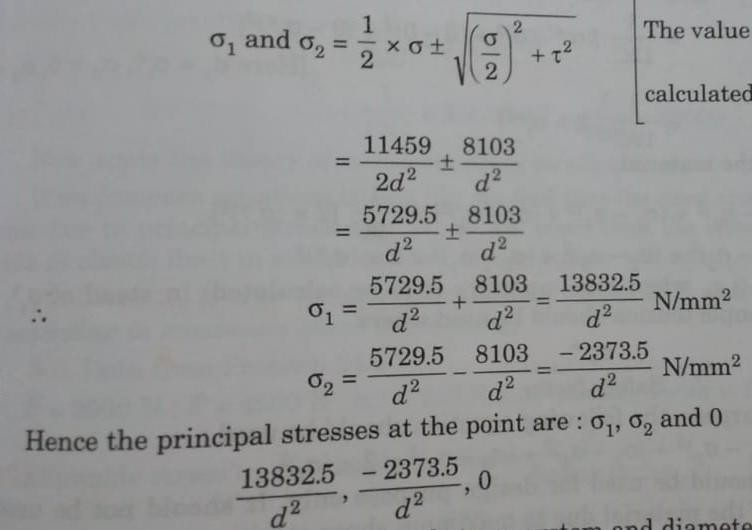 σ₁ and σ₂ = 1/2 × σ ± √((σ/2)² + τ²)
The value
calculated
= 11459/2d² ± 8103/d²
= 5729.5/d² ± 8103/d²
∴ σ₁ = 5729.5/d² + 8103/d² = 13832.5/d² N/mm²
σ₂ = 5729.5/d² − 8103/d² = − 2373.5/d² N/mm²
Hence the principal stresses at the point are : σ₁, σ₂ and 0
13832.5/d², − 2373.5/d², 0
and diameter